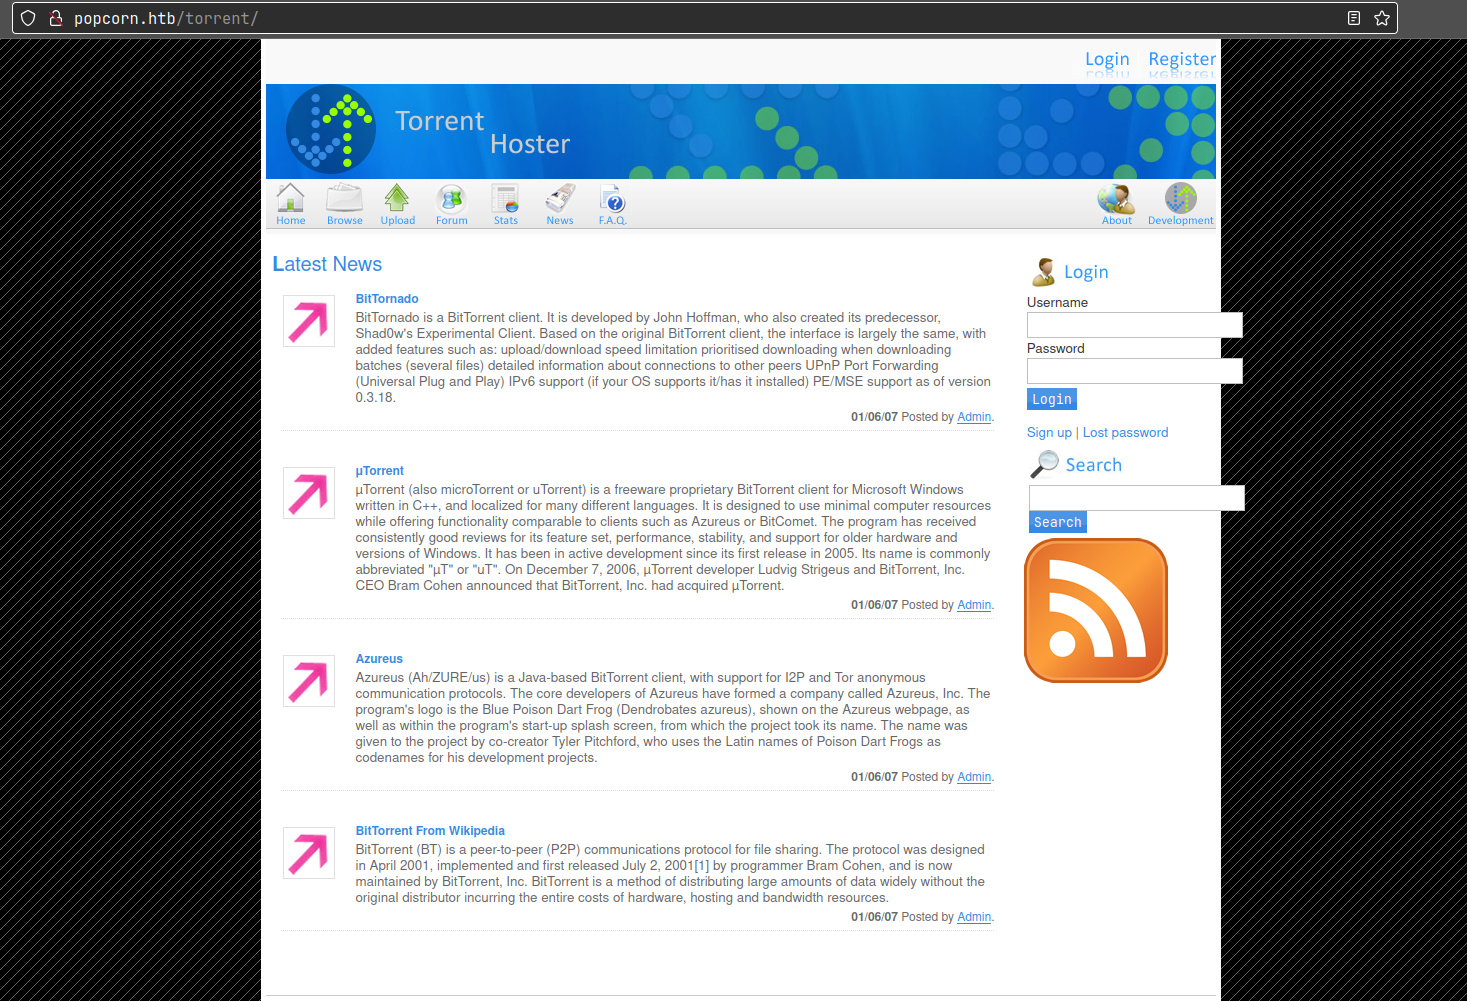 popcorn.htb/torrent/
Login Register
Torrent
Hoster
Home Browse Upload Forum Stats News F.A.Q. About Development
Latest News
BitTornado
BitTornado is a BitTorrent client. It is developed by John Hoffman, who also created its predecessor,
Shad0w's Experimental Client. Based on the original BitTorrent client, the interface is largely the same, with
added features such as: upload/download speed limitation prioritised downloading when downloading
batches (several files) detailed information about connections to other peers UPnP Port Forwarding
(Universal Plug and Play) IPv6 support (if your OS supports it/has it installed) PE/MSE support as of version
0.3.18.
01/06/07 Posted by Admin.
µTorrent
µTorrent (also microTorrent or uTorrent) is a freeware proprietary BitTorrent client for Microsoft Windows
written in C++, and localized for many different languages. It is designed to use minimal computer resources
while offering functionality comparable to clients such as Azureus or BitComet. The program has received
consistently good reviews for its feature set, performance, stability, and support for older hardware and
versions of Windows. It has been in active development since its first release in 2005. Its name is commonly
abbreviated "µT" or "uT". On December 7, 2006, µTorrent developer Ludvig Strigeus and BitTorrent, Inc.
CEO Bram Cohen announced that BitTorrent, Inc. had acquired µTorrent.
01/06/07 Posted by Admin.
Azureus
Azureus (Ah/ZURE/us) is a Java-based BitTorrent client, with support for I2P and Tor anonymous
communication protocols. The core developers of Azureus have formed a company called Azureus, Inc. The
program's logo is the Blue Poison Dart Frog (Dendrobates azureus), shown on the Azureus webpage, as
well as within the program's start-up splash screen, from which the project took its name. The name was
given to the project by co-creator Tyler Pitchford, who uses the Latin names of Poison Dart Frogs as
codenames for his development projects.
01/06/07 Posted by Admin.
BitTorrent From Wikipedia
BitTorrent (BT) is a peer-to-peer (P2P) communications protocol for file sharing. The protocol was designed
in April 2001, implemented and first released July 2, 2001[1] by programmer Bram Cohen, and is now
maintained by BitTorrent, Inc. BitTorrent is a method of distributing large amounts of data widely without the
original distributor incurring the entire costs of hardware, hosting and bandwidth resources.
01/06/07 Posted by Admin.
Login
Username
Password
Login
Sign up | Lost password
Search
Search